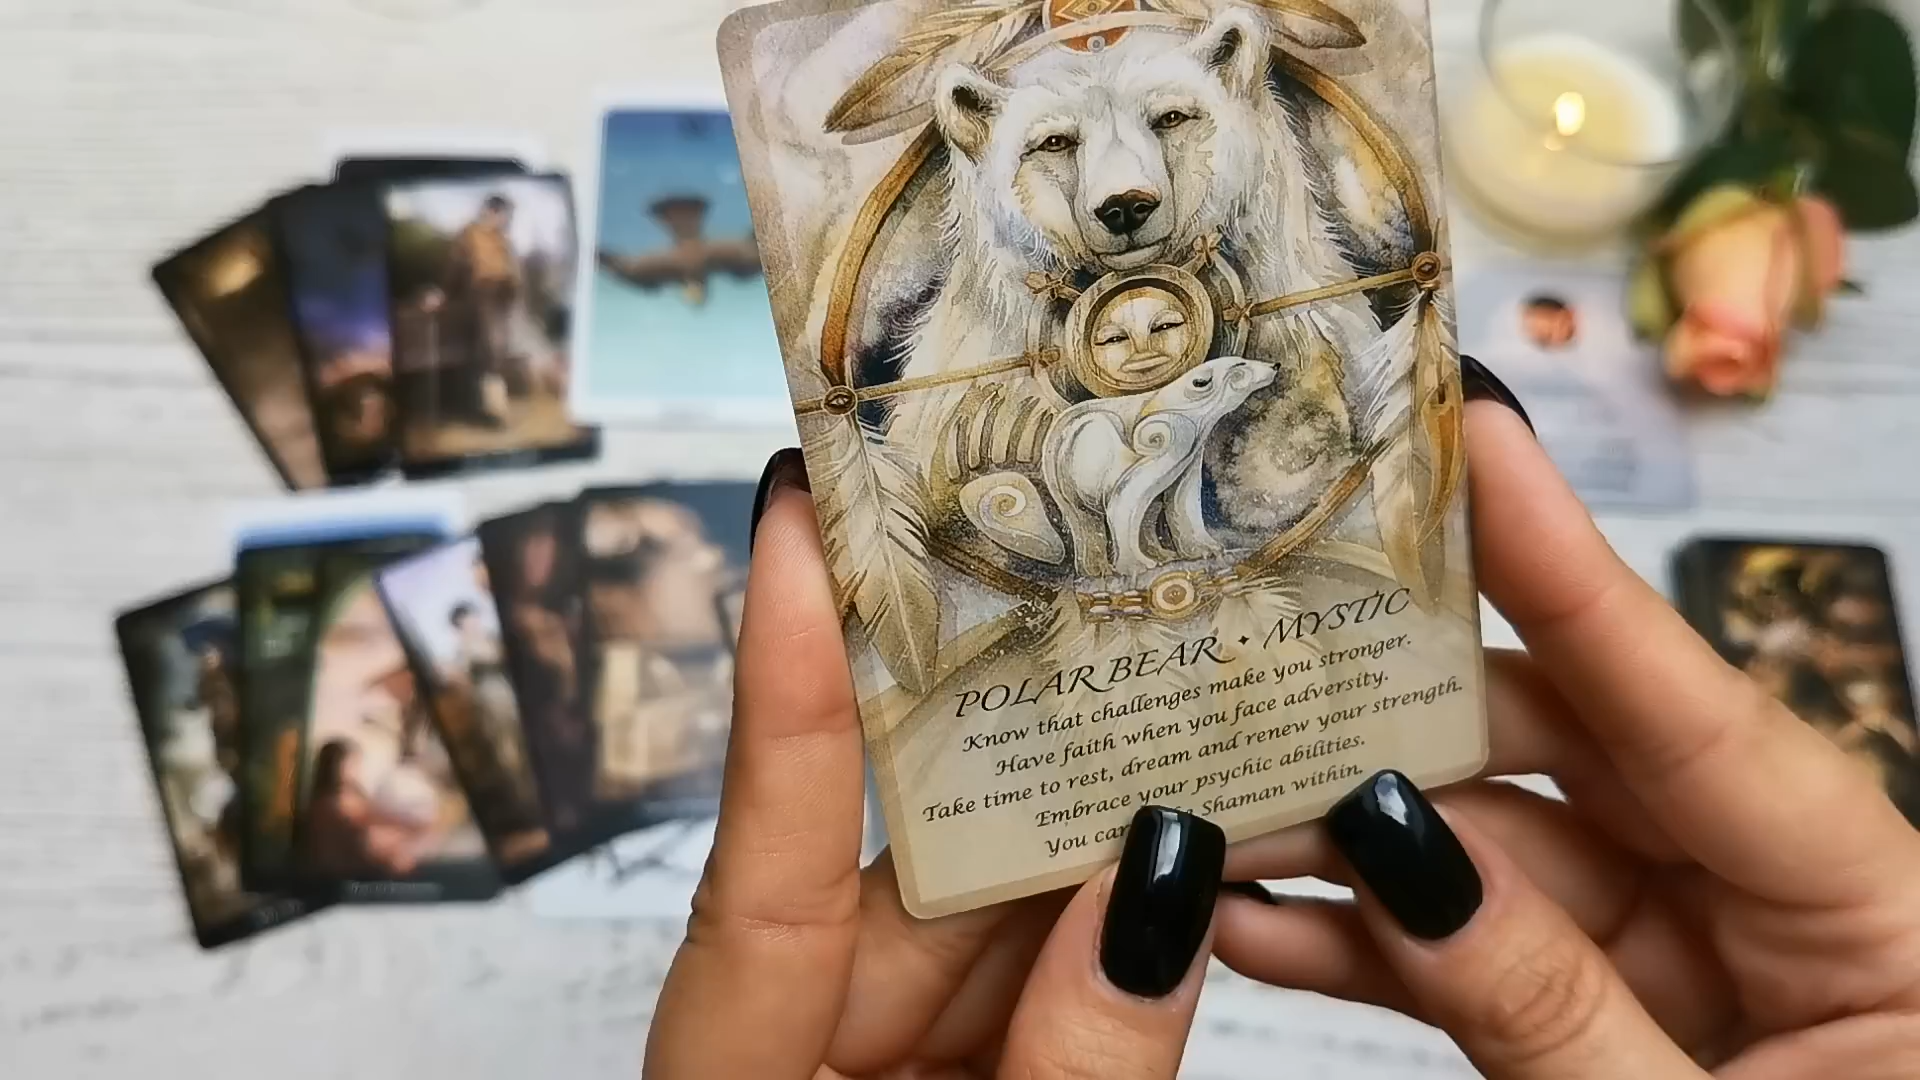 POLAR BEAR • MYSTIC
Know that challenges make you stronger.
Have faith when you face adversity.
Take time to rest, dream and renew your strength.
Embrace your psychic abilities.
You car Shaman within.